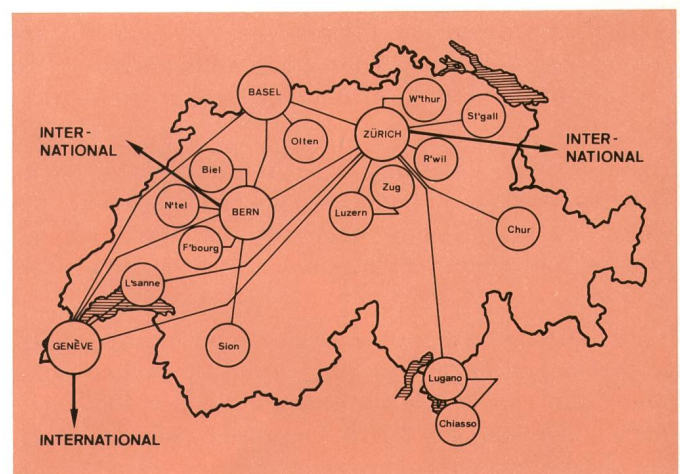 BASEL
W'thur
St'gall
INTER-
NATIONAL
Olten
ZÜRICH
INTER-
NATIONAL
Biel
R'wil
Zug
N'tel
BERN
Luzern
Chur
F'bourg
L'sanne
GENÈVE
Sion
Lugano
Chiasso
INTERNATIONAL